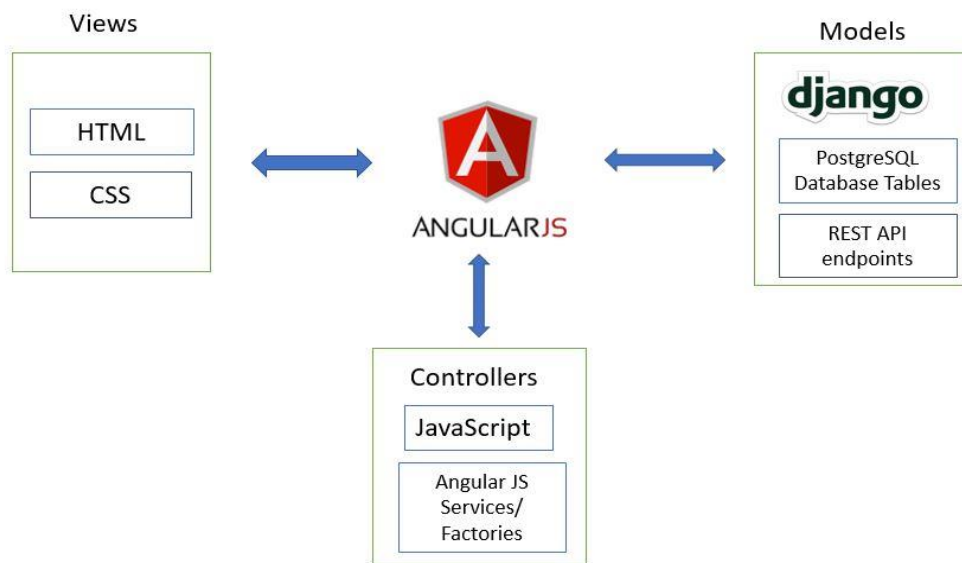 Views
HTML
CSS
A
ANGULARJS
Models
django
PostgreSQL
Database Tables
REST API
endpoints
Controllers
JavaScript
Angular JS
Services/
Factories